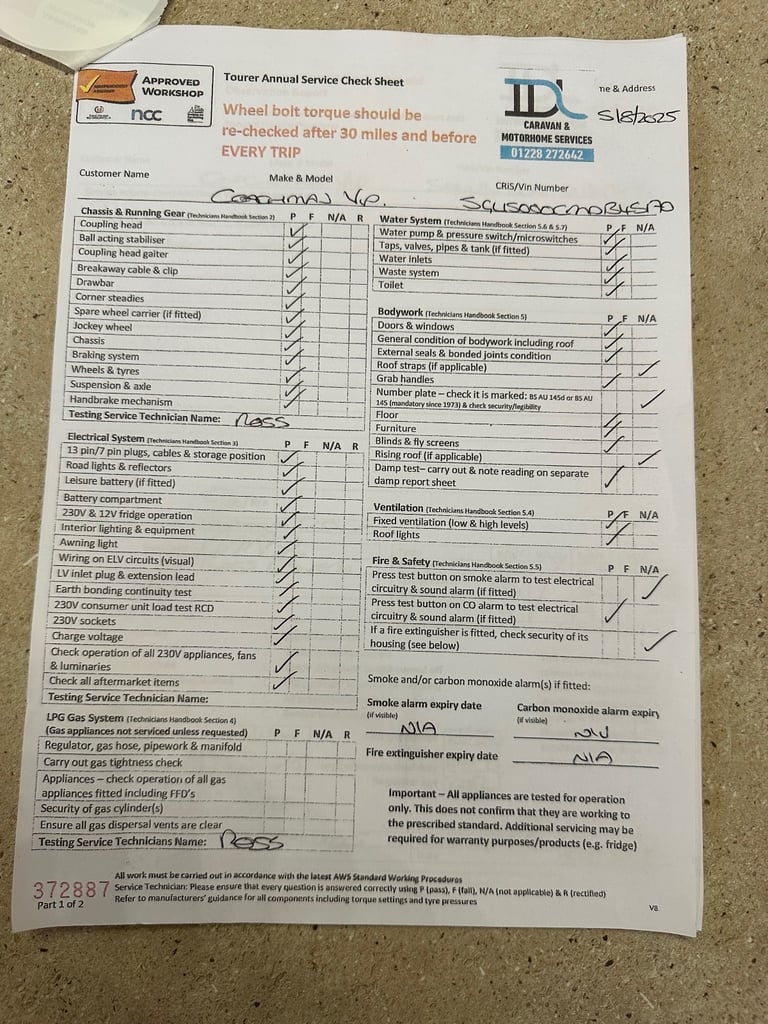 APPROVED
WORKSHOP
ncc
Tourer Annual Service Check Sheet
Wheel bolt torque should be
re-checked after 30 miles and before
EVERY TRIP
IDL
CARAVAN &
MOTORHOME SERVICES
01228 272642
me & Address
5/8/2025
Customer Name
Make & Model
CRiS/Vin Number
COACHMAN V.I.P.
Chassis & Running Gear (Technicians Handbook Section 2) P F N/A R
Coupling head
Ball acting stabiliser
Coupling head gaiter
Breakaway cable & clip
Drawbar
Corner steadies
Spare wheel carrier (if fitted)
Jockey wheel
Chassis
Braking system
Wheels & tyres
Suspension & axle
Handbrake mechanism
Testing Service Technician Name: Ross
Electrical System (Technicians Handbook Section 3) P F N/A R
13 pin/7 pin plugs, cables & storage position
Road lights & reflectors
Leisure battery (if fitted)
Battery compartment
230V & 12V fridge operation
Interior lighting & equipment
Awning light
Wiring on ELV circuits (visual)
LV inlet plug & extension lead
Earth bonding continuity test
230V consumer unit load test RCD
230V sockets
Charge voltage
Check operation of all 230V appliances, fans
& luminaries
Check all aftermarket items
Testing Service Technician Name:
LPG Gas System (Technicians Handbook Section 4)
(Gas appliances not serviced unless requested) P F N/A R
Regulator, gas hose, pipework & manifold
Carry out gas tightness check
Appliances – check operation of all gas
appliances fitted including FFD's
Security of gas cylinder(s)
Ensure all gas dispersal vents are clear
Testing Service Technicians Name: Ross
Water System (Technicians Handbook Section 5.6 & 5.7) P F N/A
Water pump & pressure switch/microswitches
Taps, valves, pipes & tank (if fitted)
Water inlets
Waste system
Toilet
Bodywork (Technicians Handbook Section 5) P F N/A
Doors & windows
General condition of bodywork including roof
External seals & bonded joints condition
Roof straps (if applicable)
Grab handles
Number plate – check it is marked: BS AU 145d or BS AU
145 (mandatory since 1973) & check security/legibility
Floor
Furniture
Blinds & fly screens
Rising roof (if applicable)
Damp test– carry out & note reading on separate
damp report sheet
Ventilation (Technicians Handbook Section 5.4) P F N/A
Fixed ventilation (low & high levels)
Roof lights
Fire & Safety (Technicians Handbook Section 5.5) P F N/A
Press test button on smoke alarm to test electrical
circuitry & sound alarm (if fitted)
Press test button on CO alarm to test electrical
circuitry & sound alarm (if fitted)
If a fire extinguisher is fitted, check security of its
housing (see below)
Smoke and/or carbon monoxide alarm(s) if fitted:
Smoke alarm expiry date
(if visible)
N/A
Carbon monoxide alarm expiry
(if visible)
Fire extinguisher expiry date
N/A
Important – All appliances are tested for operation
only. This does not confirm that they are working to
the prescribed standard. Additional servicing may be
required for warranty purposes/products (e.g. fridge)
372887
Part 1 of 2
All work must be carried out in accordance with the latest AWS Standard Working Procedures
Service Technician: Please ensure that every question is answered correctly using P (pass), F (fail), N/A (not applicable) & R (rectified)
Refer to manufacturers' guidance for all components including torque settings and tyre pressures
V8